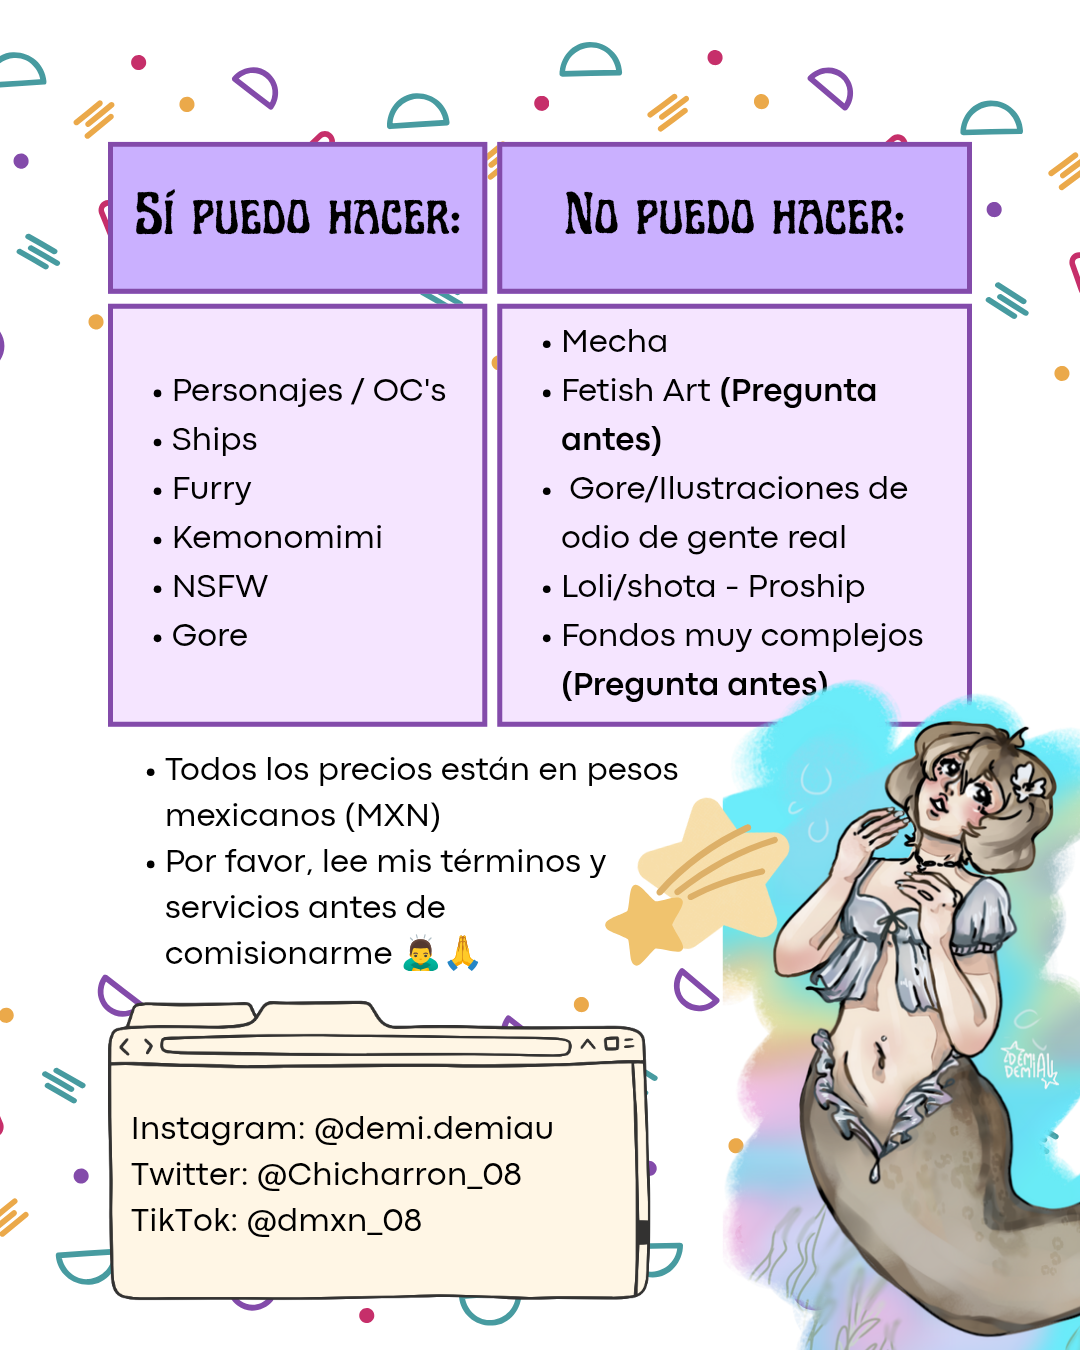 Sí puedo hacer:
No puedo hacer:
• Personajes / OC's
• Ships
• Furry
• Kemonomimi
• NSFW
• Gore
• Mecha
• Fetish Art (Pregunta
antes)
• Gore/Ilustraciones de
odio de gente real
• Loli/shota - Proship
• Fondos muy complejos
(Pregunta antes)
• Todos los precios están en pesos
mexicanos (MXN)
• Por favor, lee mis términos y
servicios antes de
comisionarme 🙇‍♂️🙏
Instagram: @demi.demiau
Twitter: @Chicharron_08
TikTok: @dmxn_08
DEMI
DEMIAU